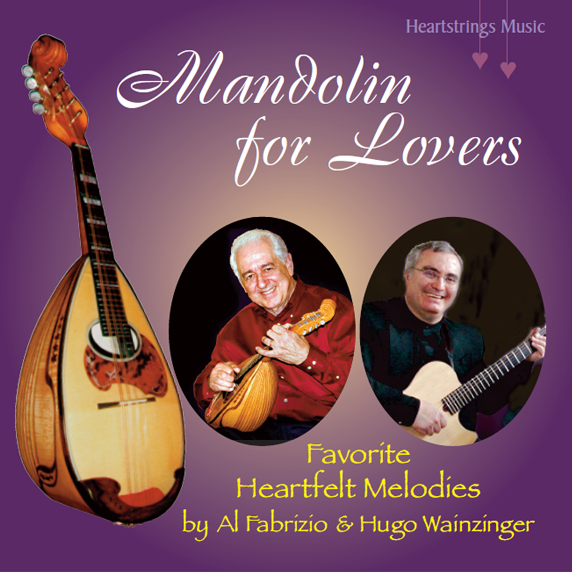 Heartstrings Music
Mandolin
for Lovers
Favorite
Heartfelt Melodies
by Al Fabrizio & Hugo Wainzinger